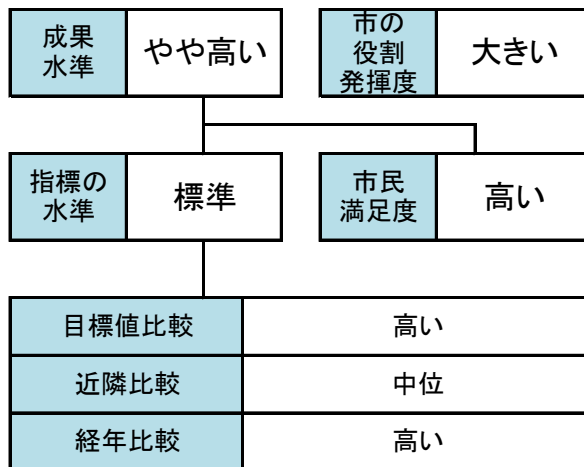 成果
水準
やや高い
市の
役割
発揮度
大きい
指標の
水準
標準
市民
満足度
高い
目標値比較
高い
近隣比較
中位
経年比較
高い